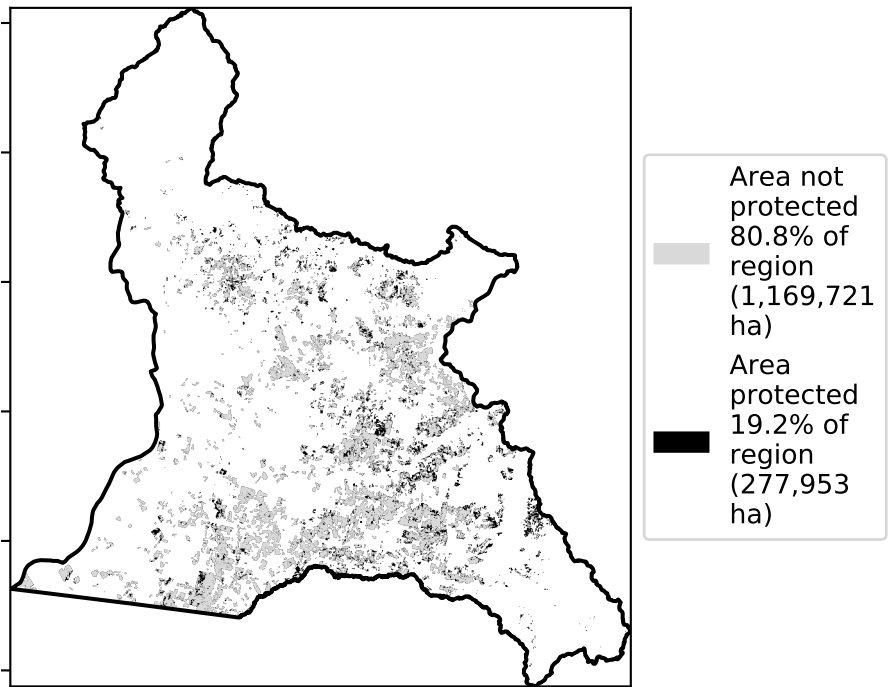 Area not
protected
80.8% of
region
(1,169,721
ha)
Area
protected
19.2% of
region
(277,953
ha)